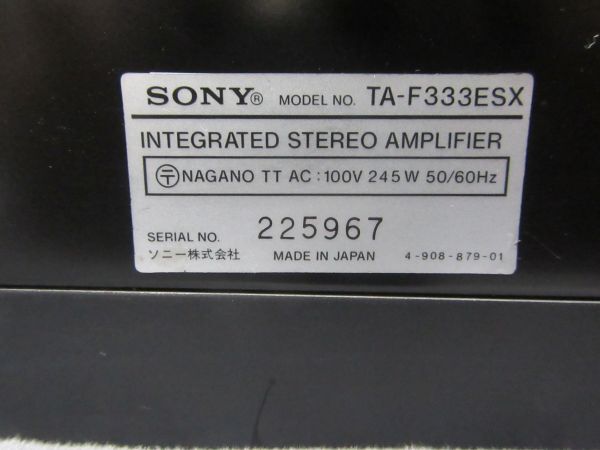 SONY® MODEL NO. TA-F333ESX
INTEGRATED STEREO AMPLIFIER
〒 NAGANO TT AC:100V 245W 50/60Hz
SERIAL NO. 225967
ソニー株式会社 MADE IN JAPAN 4-908-879-01